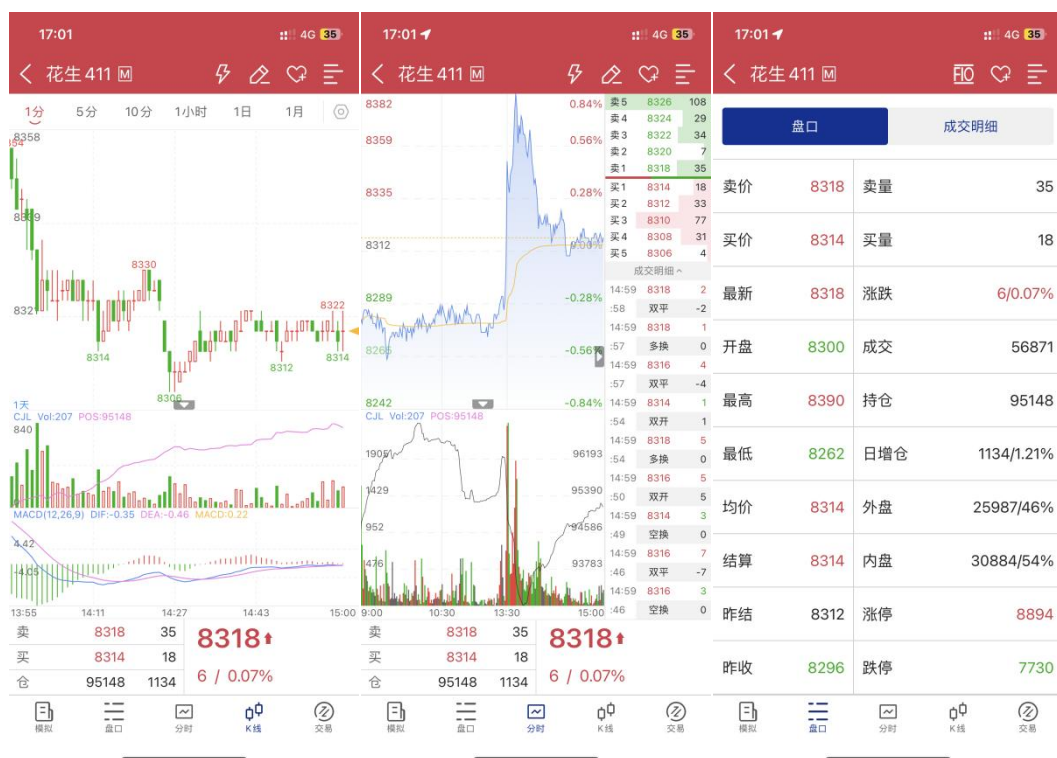 17:01
4G 35
花生411 M
1分 5分 10分 1小时 1日 1月
8358
8330
8322
8314
8312
8314
8306
1天
CJL Vol:207 POS:95148
840
MACD(12,26,9) DIF:-0.35 DEA:-0.46 MACD:0.22
4.42
-4.05
13:55 14:11 14:27 14:43 15:00
卖 8318 35
买 8314 18
仓 95148 1134
8318
6 / 0.07%
模拟 盘口 分时 K线 交易
17:01
4G 35
花生411 M
8382 0.84%
8359 0.56%
8335 0.28%
8312 0.00%
8289 -0.28%
8265 -0.56%
8242 -0.84%
CJL Vol:207 POS:95148
1905 96193
1429 95390
952 94586
476 93783
9:00 10:30 13:30 15:00
卖5 8326 108
卖4 8324 29
卖3 8322 34
卖2 8320 7
卖1 8318 35
买1 8314 18
买2 8312 33
买3 8310 77
买4 8308 31
买5 8306 4
成交明细
14:59 8318 2
:58 双平 -2
14:59 8318 1
:57 多换 0
14:59 8316 4
:57 双平 -4
14:59 8314 1
:54 双开 1
14:59 8318 5
:54 多换 0
14:59 8316 5
:50 双开 5
14:59 8314 3
:49 空换 0
14:59 8316 7
:46 双平 -7
14:59 8316 3
:46 空换 0
卖 8318 35
买 8314 18
仓 95148 1134
8318
6 / 0.07%
模拟 盘口 分时 K线 交易
17:01
4G 35
花生411 M
F10
盘口 成交明细
卖价 8318 卖量 35
买价 8314 买量 18
最新 8318 涨跌 6/0.07%
开盘 8300 成交 56871
最高 8390 持仓 95148
最低 8262 日增仓 1134/1.21%
均价 8314 外盘 25987/46%
结算 8314 内盘 30884/54%
昨结 8312 涨停 8894
昨收 8296 跌停 7730
模拟 盘口 分时 K线 交易